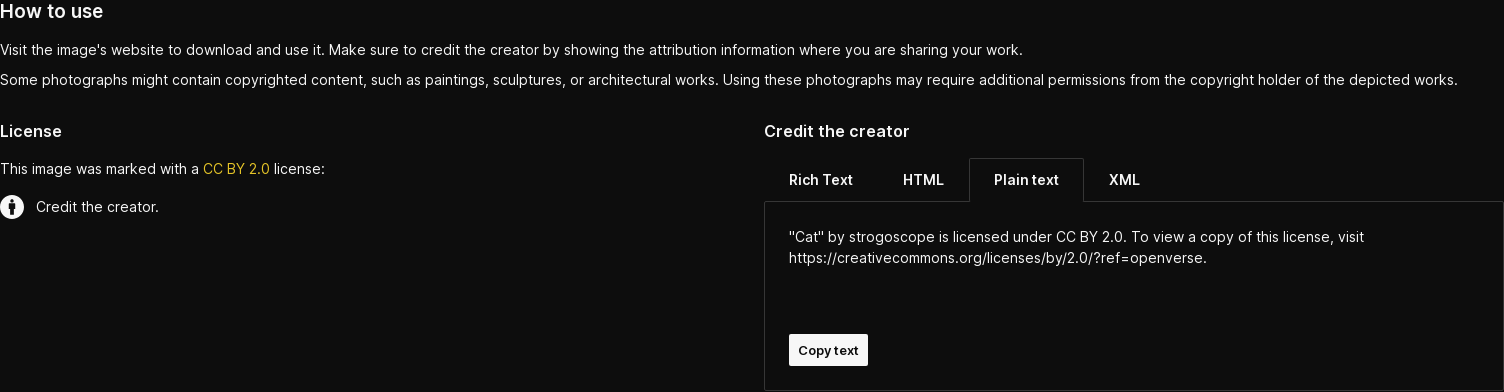 How to use
Visit the image's website to download and use it. Make sure to credit the creator by showing the attribution information where you are sharing your work.
Some photographs might contain copyrighted content, such as paintings, sculptures, or architectural works. Using these photographs may require additional permissions from the copyright holder of the depicted works.
License
This image was marked with a CC BY 2.0 license:
Credit the creator.
Credit the creator
Rich Text
HTML
Plain text
XML
"Cat" by strogoscope is licensed under CC BY 2.0. To view a copy of this license, visit
https://creativecommons.org/licenses/by/2.0/?ref=openverse.
Copy text